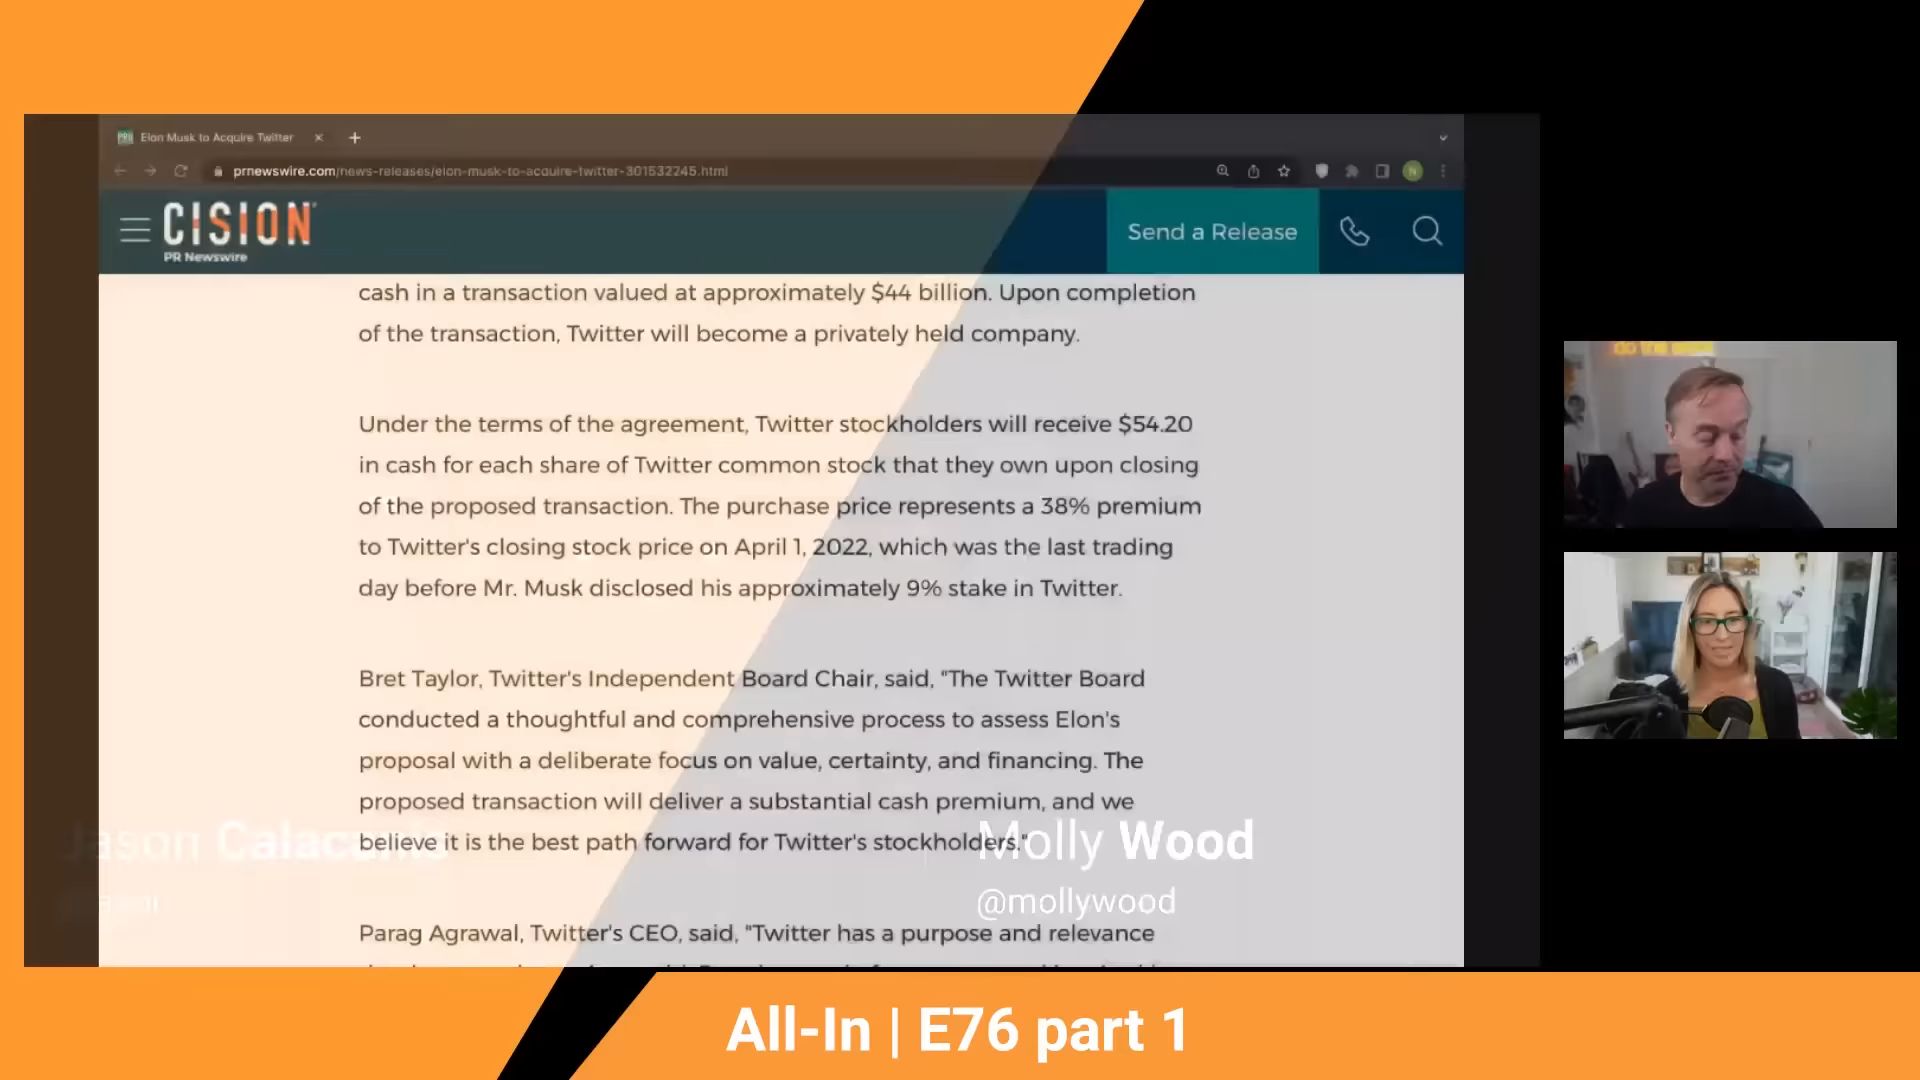 Elon Musk to Acquire Twitter
prnewswire.com/news-releases/elon-musk-to-acquire-twitter-301532245.html
CISION
PR Newswire
Send a Release
cash in a transaction valued at approximately $44 billion. Upon completion
of the transaction, Twitter will become a privately held company.
Under the terms of the agreement, Twitter stockholders will receive $54.20
in cash for each share of Twitter common stock that they own upon closing
of the proposed transaction. The purchase price represents a 38% premium
to Twitter's closing stock price on April 1, 2022, which was the last trading
day before Mr. Musk disclosed his approximately 9% stake in Twitter.
Bret Taylor, Twitter's Independent Board Chair, said, "The Twitter Board
conducted a thoughtful and comprehensive process to assess Elon's
proposal with a deliberate focus on value, certainty, and financing. The
proposed transaction will deliver a substantial cash premium, and we
believe it is the best path forward for Twitter's stockholders."
Jason Calacanis
Molly Wood
@mollywood
Parag Agrawal, Twitter's CEO, said, "Twitter has a purpose and relevance
All-In | E76 part 1